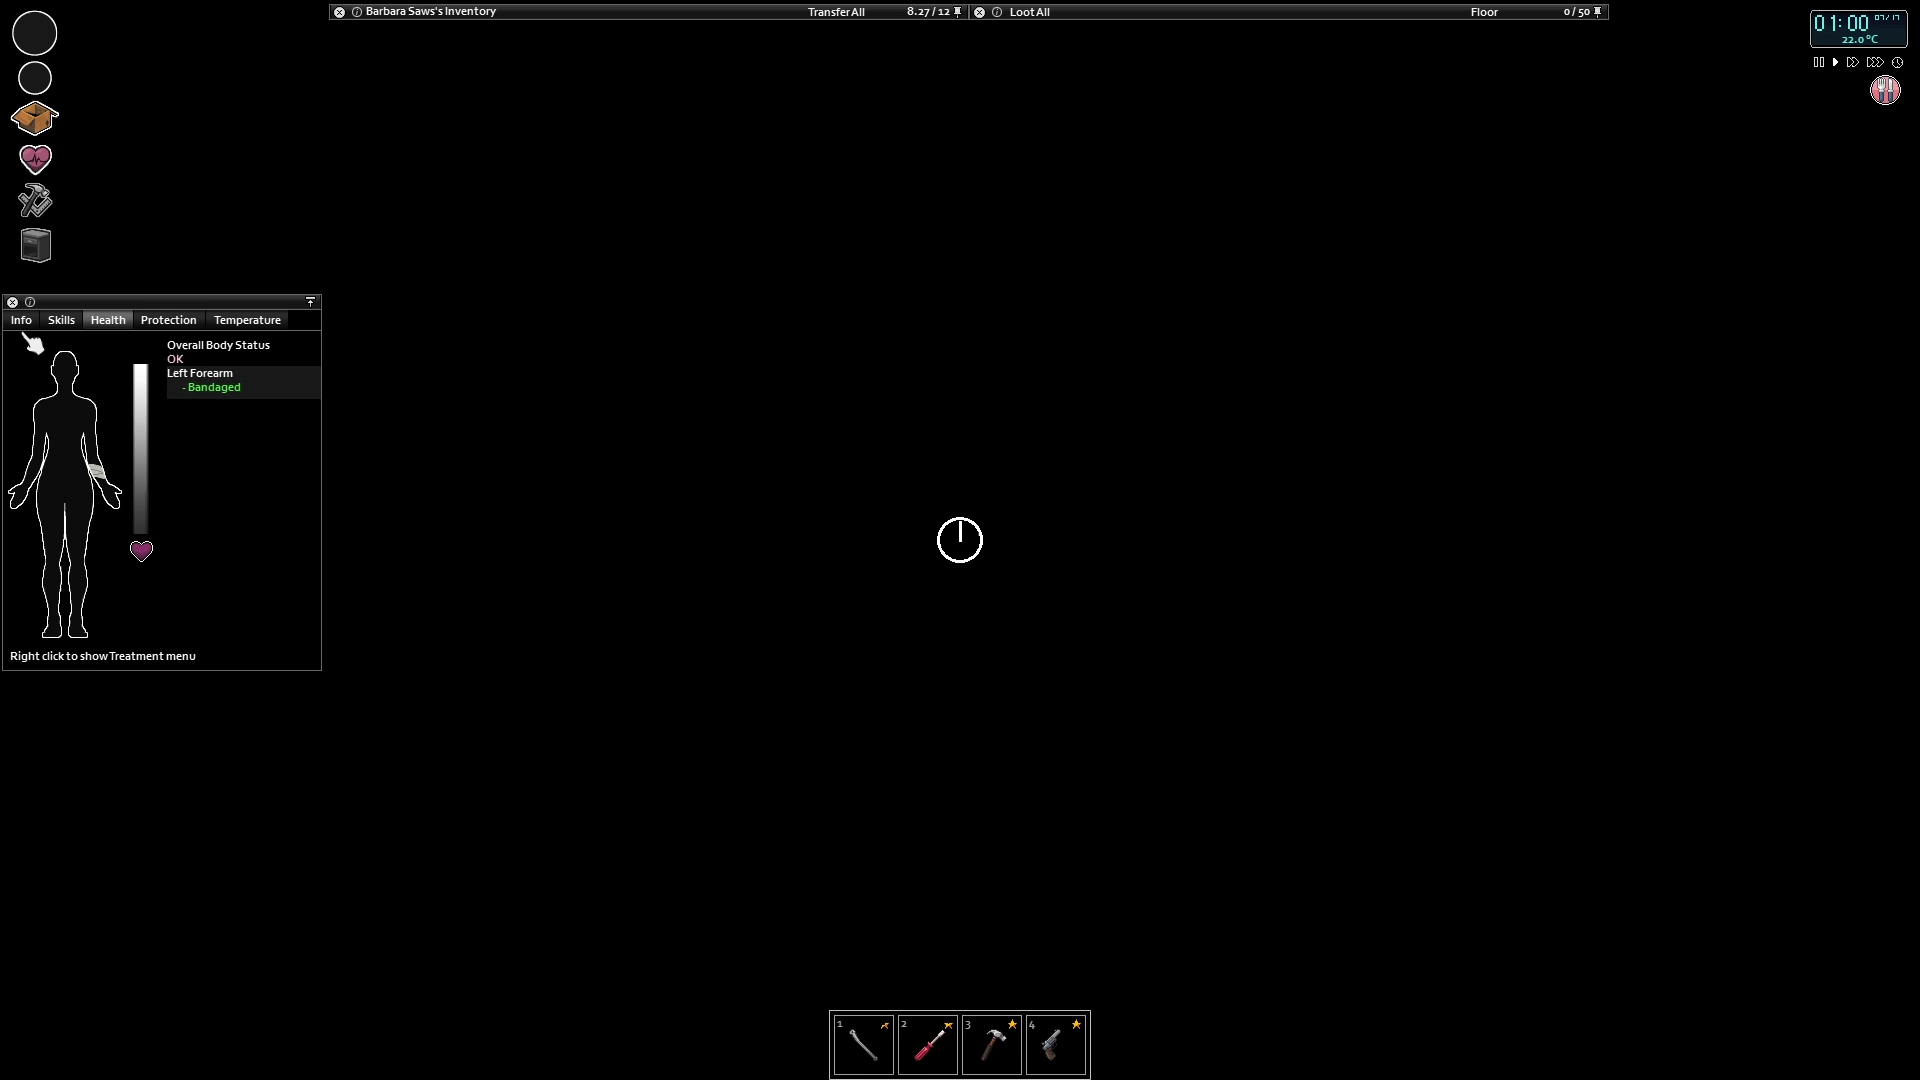 Barbara Saws's Inventory Transfer All 8.27 / 12 Loot All Floor 0 / 50
01:00 07/17
22.0 °C
Info Skills Health Protection Temperature
Overall Body Status
OK
Left Forearm
- Bandaged
Right click to show Treatment menu
1 2 3 4